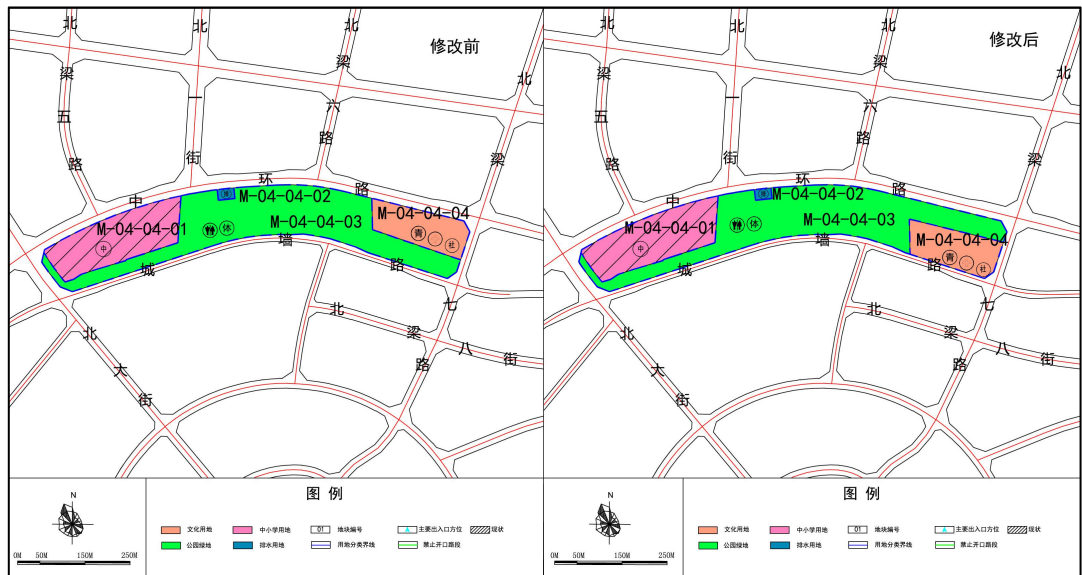 修改前
北梁五路
北一街
北梁六路
北梁七路
中环路
M-04-04-01
M-04-04-02
M-04-04-03
M-04-04-04
中
体
青
社
城墙路
北大街
北梁八街
N
0M 50M 150M 250M
图 例
文化用地
中小学用地
01 地块编号
主要出入口方位
现状
公园绿地
排水用地
用地分类界线
禁止开口路段
修改后
北梁五路
北一街
北梁六路
北梁七路
中环路
M-04-04-01
M-04-04-02
M-04-04-03
M-04-04-04
中
体
青
社
城墙路
北大街
北梁八街
N
0M 50M 150M 250M
图 例
文化用地
中小学用地
01 地块编号
主要出入口方位
现状
公园绿地
排水用地
用地分类界线
禁止开口路段